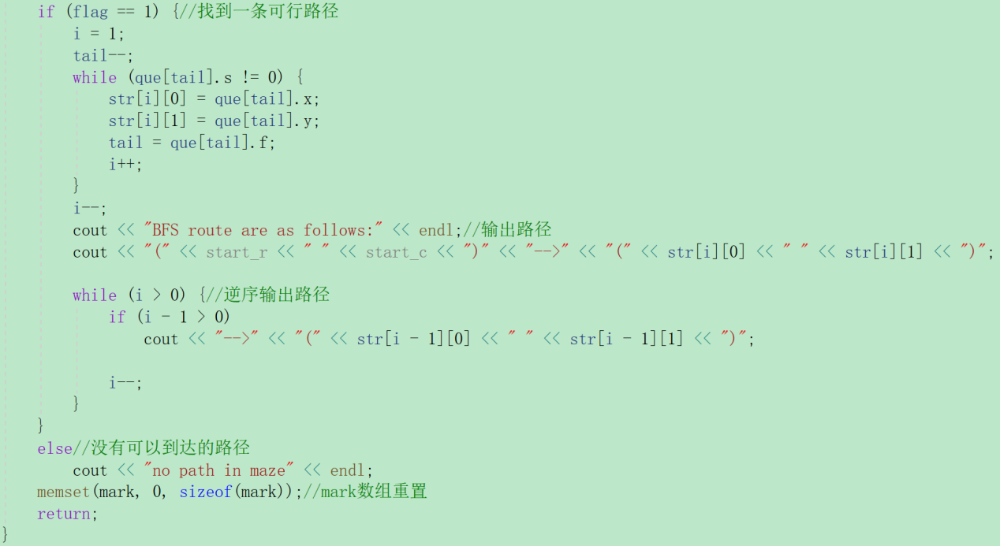 if (flag == 1) {//找到一条可行路径
i = 1;
tail--;
while (que[tail].s != 0) {
str[i][0] = que[tail].x;
str[i][1] = que[tail].y;
tail = que[tail].f;
i++;
}
i--;
cout << "BFS route are as follows:" << endl;//输出路径
cout << "(" << start_r << " " << start_c << ")" << "-->" << "(" << str[i][0] << " " << str[i][1] << ")";
while (i > 0) {//逆序输出路径
if (i - 1 > 0)
cout << "-->" << "(" << str[i - 1][0] << " " << str[i - 1][1] << ")";
i--;
}
}
else//没有可以到达的路径
cout << "no path in maze" << endl;
memset(mark, 0, sizeof(mark));//mark数组重置
return;
}